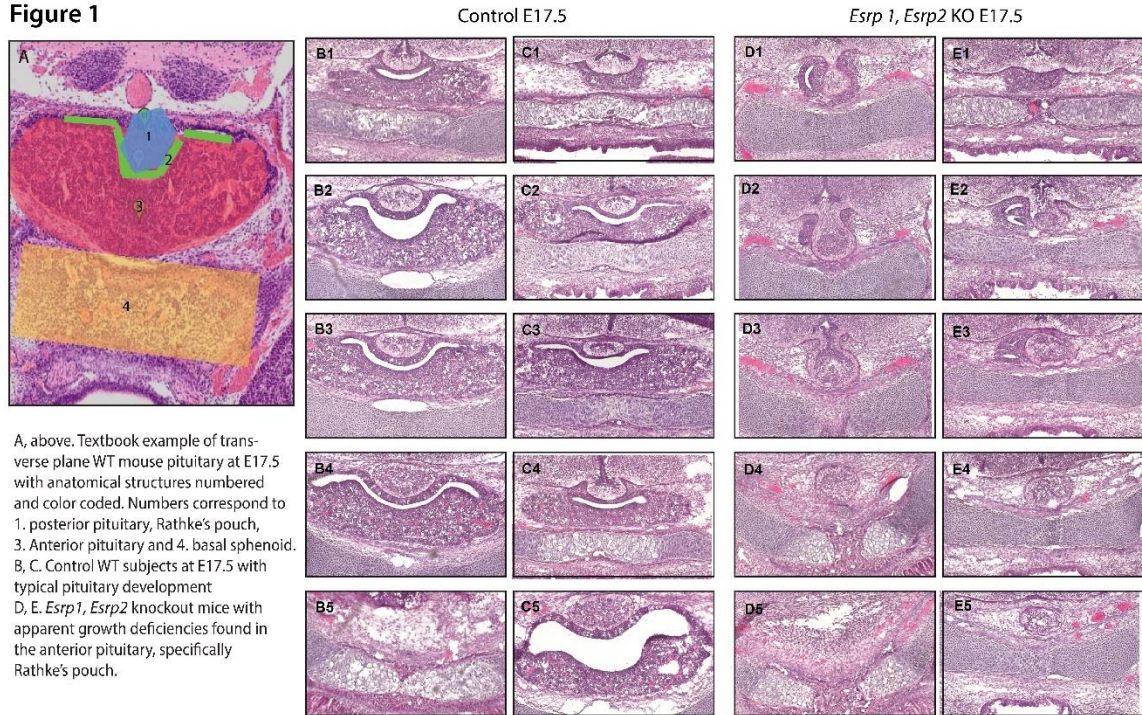 Figure 1
Control E17.5
Esrp 1, Esrp2 KO E17.5
A
1
2
3
4
B1
C1
D1
E1
B2
C2
D2
E2
B3
C3
D3
E3
B4
C4
D4
E4
B5
C5
D5
E5
A, above. Textbook example of trans-
verse plane WT mouse pituitary at E17.5
with anatomical structures numbered
and color coded. Numbers correspond to
1. posterior pituitary, Rathke's pouch,
3. Anterior pituitary and 4. basal sphenoid.
B, C. Control WT subjects at E17.5 with
typical pituitary development
D, E. Esrp1, Esrp2 knockout mice with
apparent growth deficiencies found in
the anterior pituitary, specifically
Rathke's pouch.